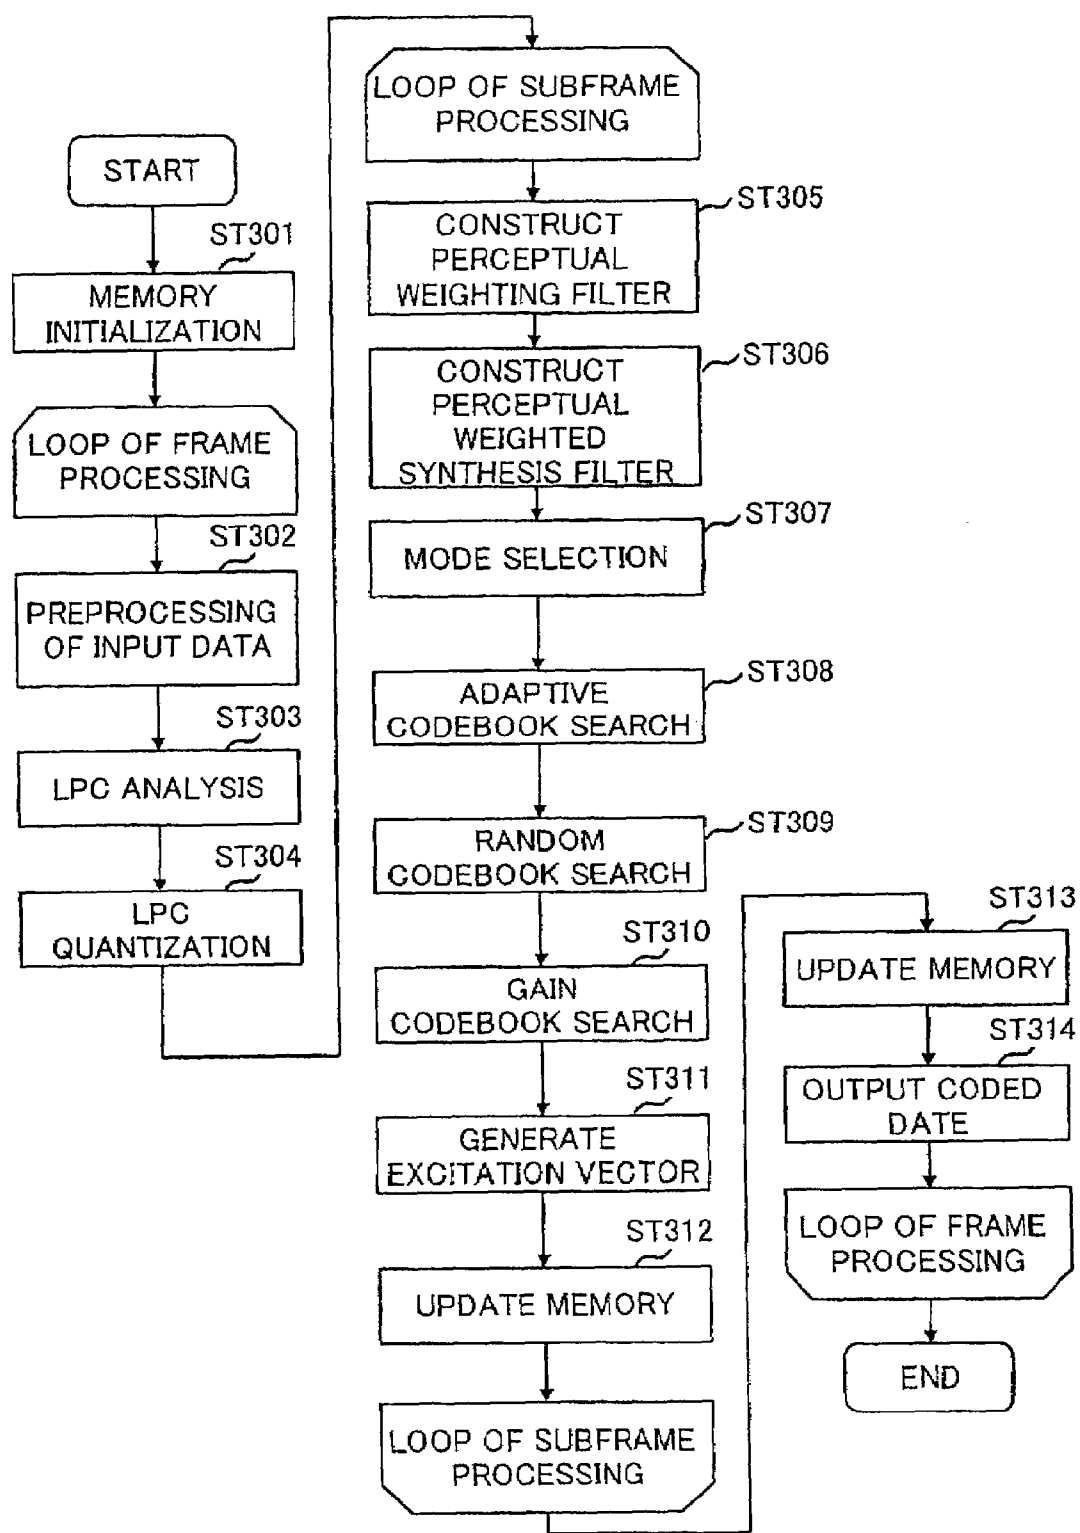 START
ST301
MEMORY
INITIALIZATION
LOOP OF FRAME
PROCESSING
ST302
PREPROCESSING
OF INPUT DATA
ST303
LPC ANALYSIS
ST304
LPC
QUANTIZATION
LOOP OF SUBFRAME
PROCESSING
ST305
CONSTRUCT
PERCEPTUAL
WEIGHTING FILTER
ST306
CONSTRUCT
PERCEPTUAL
WEIGHTED
SYNTHESIS FILTER
ST307
MODE SELECTION
ST308
ADAPTIVE
CODEBOOK SEARCH
ST309
RANDOM
CODEBOOK SEARCH
ST310
GAIN
CODEBOOK SEARCH
ST311
GENERATE
EXCITATION VECTOR
ST312
UPDATE MEMORY
LOOP OF SUBFRAME
PROCESSING
ST313
UPDATE MEMORY
ST314
OUTPUT CODED
DATE
LOOP OF FRAME
PROCESSING
END